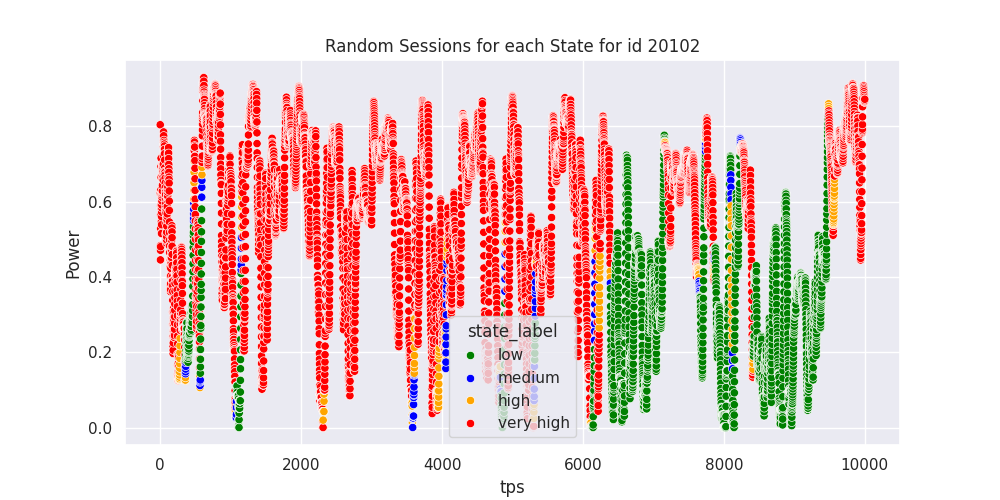 Random Sessions for each State for id 20102
Power
0.8
0.6
0.4
0.2
0.0
state_label
low
medium
high
very high
0 2000 4000 6000 8000 10000
tps